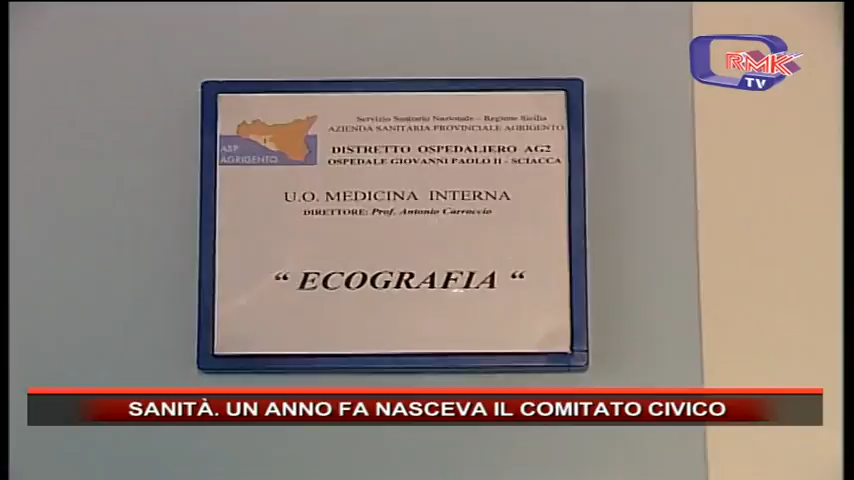 RMK
TV
Servizio Sanitario Nazionale - Regione Sicilia
AZIENDA SANITARIA PROVINCIALE AGRIGENTO
ASP
AGRIGENTO
DISTRETTO OSPEDALIERO AG2
OSPEDALE GIOVANNI PAOLO II - SCIACCA
U.O. MEDICINA INTERNA
DIRETTORE: Prof. Antonio Carroccio
“ ECOGRAFIA “
SANITÀ. UN ANNO FA NASCEVA IL COMITATO CIVICO